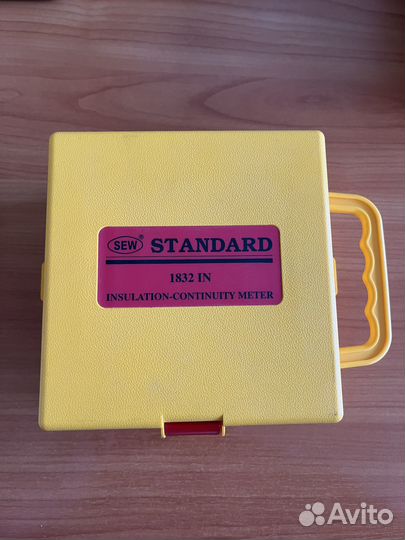 SEW® STANDARD
1832 IN
INSULATION-CONTINUITY METER
Avito